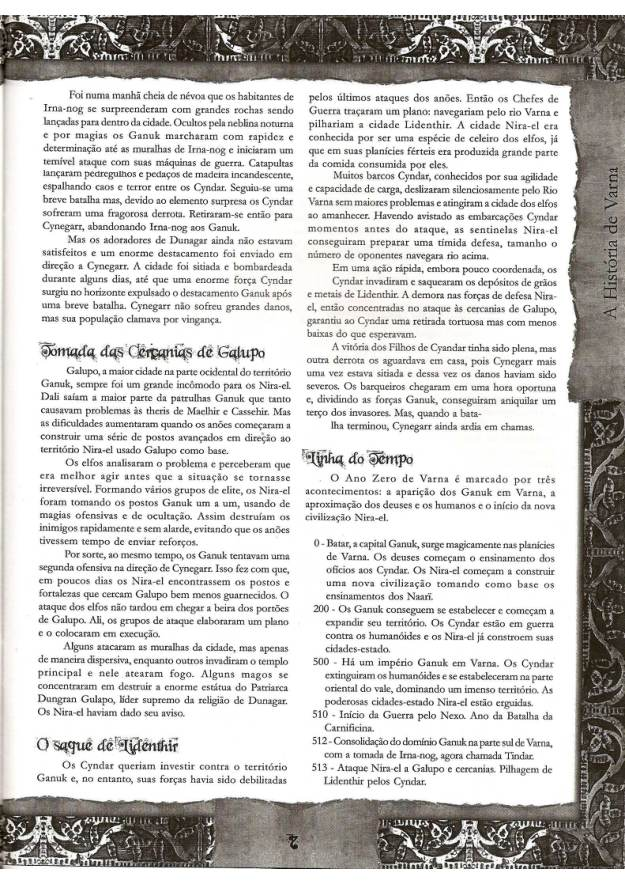 Foi numa manhã cheia de névoa que os habitantes de
Irna-nog se surpreenderam com grandes rochas sendo
lançadas para dentro da cidade. Ocultos pela neblina noturna
e por magias os Ganuk marcharam com rapidez e
determinação até as muralhas de Irna-nog e iniciaram um
temível ataque com suas máquinas de guerra. Catapultas
lançaram pedregulhos e pedaços de madeira incandescente,
espalhando caos e terror entre os Cyndar. Seguiu-se uma
breve batalha mas, devido ao elemento surpresa os Cyndar
sofreram uma fragorosa derrota. Retiraram-se então para
Cynegarr, abandonando Irna-nog aos Ganuk.
Mas os adoradores de Dunagar ainda não estavam
satisfeitos e um enorme destacamento foi enviado em
direção a Cynegarr. A cidade foi sitiada e bombardeada
durante alguns dias, até que uma enorme força Cyndar
surgiu no horizonte expulsado o destacamento Ganuk após
uma breve batalha. Cynegarr não sofreu grandes danos,
mas sua população clamava por vingança.
Tomada das Cercanias de Galupo
Galupo, a maior cidade na parte ocidental do território
Ganuk, sempre foi um grande incômodo para os Nira-el.
Dali saíam a maior parte da patrulhas Ganuk que tanto
causavam problemas às theris de Maelhir e Cassehir. Mas
as dificuldades aumentaram quando os anões começaram a
construir uma série de postos avançados em direção ao
território Nira-el usado Galupo como base.
Os elfos analisaram o problema e perceberam que
era melhor agir antes que a situação se tornasse
irreversível. Formando vários grupos de elite, os Nira-el
foram tomando os postos Ganuk um a um, usando de
magias ofensivas e de ocultação. Assim destruíam os
inimigos rapidamente e sem alarde, evitando que os anões
tivessem tempo de enviar reforços.
Por sorte, ao mesmo tempo, os Ganuk tentavam uma
segunda ofensiva na direção de Cynegarr. Isso fez com que,
em poucos dias os Nira-el encontrassem os postos e
fortalezas que cercam Galupo bem menos guarnecidos. O
ataque dos elfos não tardou em chegar a beira dos portões
de Galupo. Ali, os grupos de ataque elaboraram um plano
e o colocaram em execução.
Alguns atacaram as muralhas da cidade, mas apenas
de maneira dispersiva, enquanto outros invadiram o templo
principal e nele atearam fogo. Alguns magos se
concentraram em destruir a enorme estátua do Patriarca
Dungran Gulapo, líder supremo da religião de Dunagar.
Os Nira-el haviam dado seu aviso.
O saque de Lidenthir
Os Cyndar queriam investir contra o território
Ganuk e, no entanto, suas forças havia sido debilitadas
pelos últimos ataques dos anões. Então os Chefes de
Guerra traçaram um plano: navegariam pelo rio Varna e
pilhariam a cidade Lidenthir. A cidade Nira-el era
conhecida por ser uma espécie de celeiro dos elfos, já
que em suas planícies férteis era produzida grande parte
da comida consumida por eles.
Muitos barcos Cyndar, conhecidos por sua agilidade
e capacidade de carga, deslizaram silenciosamente pelo Rio
Varna sem maiores problemas e atingiram a cidade dos elfos
ao amanhecer. Havendo avistado as embarcações Cyndar
momentos antes do ataque, as sentinelas Nira-el
conseguiram preparar uma tímida defesa, tamanho o
número de oponentes navegara rio acima.
Em uma ação rápida, embora pouco coordenada, os
Cyndar invadiram e saquearam os depósitos de grãos
e metais de Lidenthir. A demora nas forças de defesa Nira-
el, então concentradas no ataque às cercanias de Galupo,
garantiu ao Cyndar uma retirada tortuosa mas com menos
baixas do que esperavam.
A vitória dos Filhos de Cyandar tinha sido plena, mas
outra derrota os aguardava em casa, pois Cynegarr mais
uma vez estava sitiada e dessa vez os danos haviam sido
severos. Os barqueiros chegaram em uma hora oportuna
e, dividindo as forças Ganuk, conseguiram aniquilar um
terço dos invasores. Mas, quando a bata-
lha terminou, Cynegarr ainda ardia em chamas.
Linha do Tempo
O Ano Zero de Varna é marcado por três
acontecimentos: a aparição dos Ganuk em Varna, a
aproximação dos deuses e os humanos e o início da nova
civilização Nira-el.
0 - Batar, a capital Ganuk, surge magicamente nas planícies
de Varna. Os deuses começam o ensinamento dos
ofícios aos Cyndar. Os Nira-el começam a construir
uma nova civilização tomando como base os
ensinamentos dos Naarí.
200 - Os Ganuk conseguem se estabelecer e começam a
expandir seu território. Os Cyndar estão em guerra
contra os humanóides e os Nira-el já constroem suas
cidades-estado.
500 - Há um império Ganuk em Varna. Os Cyndar
extinguiram os humanóides e se estabeleceram na parte
oriental do vale, dominando um imenso território. As
poderosas cidades-estado Nira-el estão erguidas.
510 - Início da Guerra pelo Nexo. Ano da Batalha da
Carnificina.
512 - Consolidação do domínio Ganuk na parte sul de Varna,
com a tomada de Irna-nog, agora chamada Tindar.
513 - Ataque Nira-el a Galupo e cercanias. Pilhagem de
Lidenthir pelos Cyndar.
A História de Varna